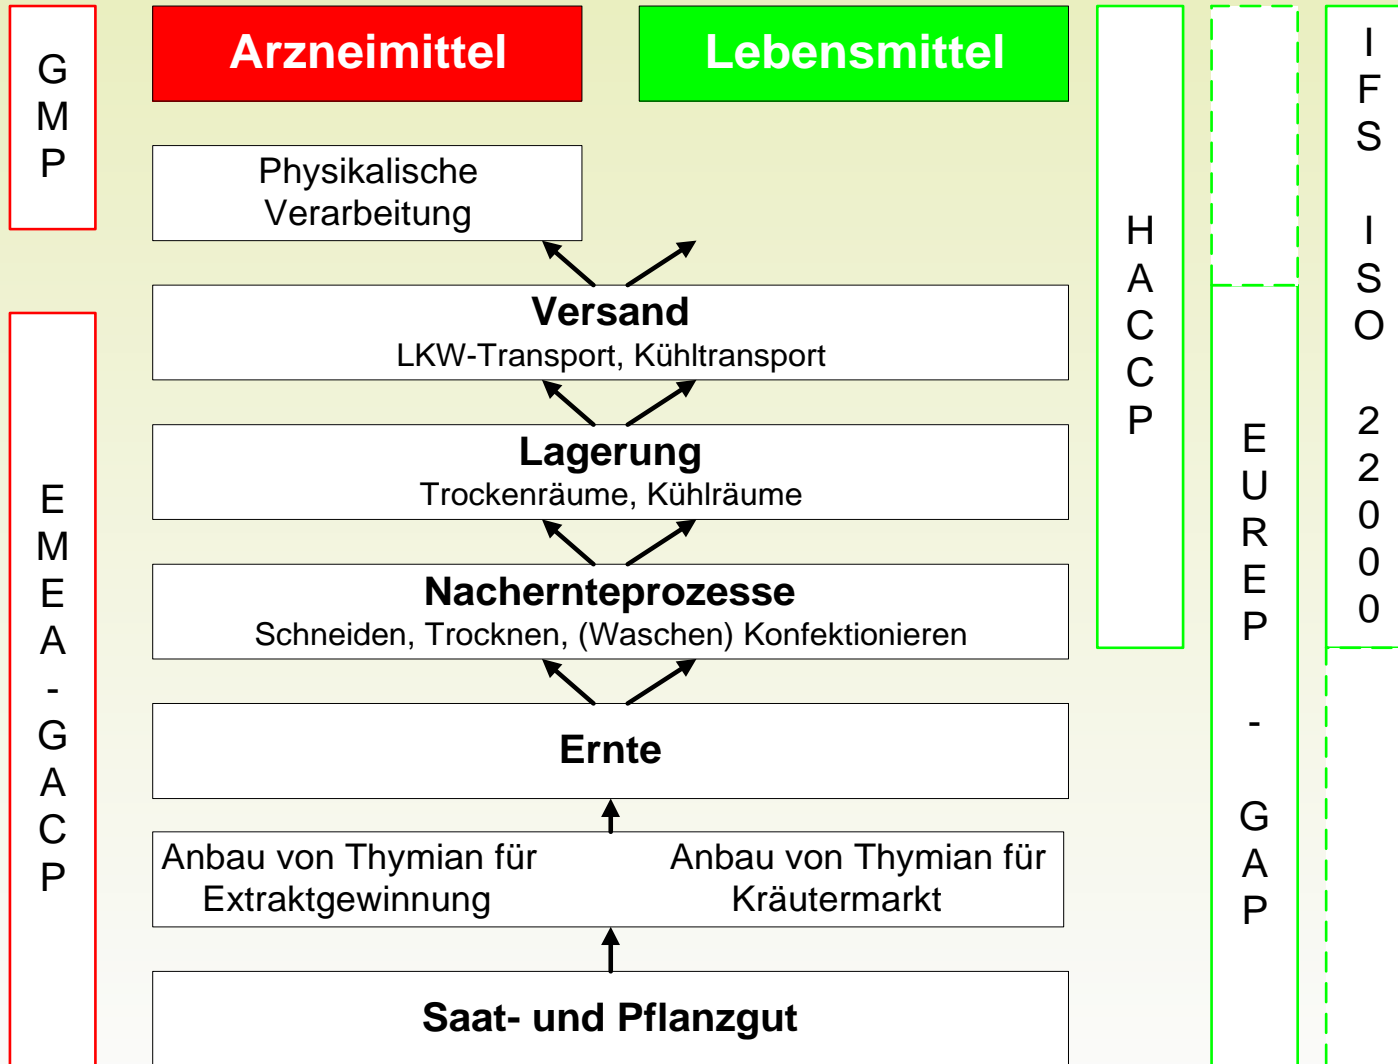 GMP
Arzneimittel
Lebensmittel
Physikalische
Verarbeitung
Versand
LKW-Transport, Kühltransport
Lagerung
Trockenräume, Kühlräume
Nachernteprozesse
Schneiden, Trocknen, (Waschen) Konfektionieren
Ernte
Anbau von Thymian für
Extraktgewinnung
Anbau von Thymian für
Kräutermarkt
Saat- und Pflanzgut
EMEA-GACP
HACCP
EUREP - GAP
IFS ISO 22000